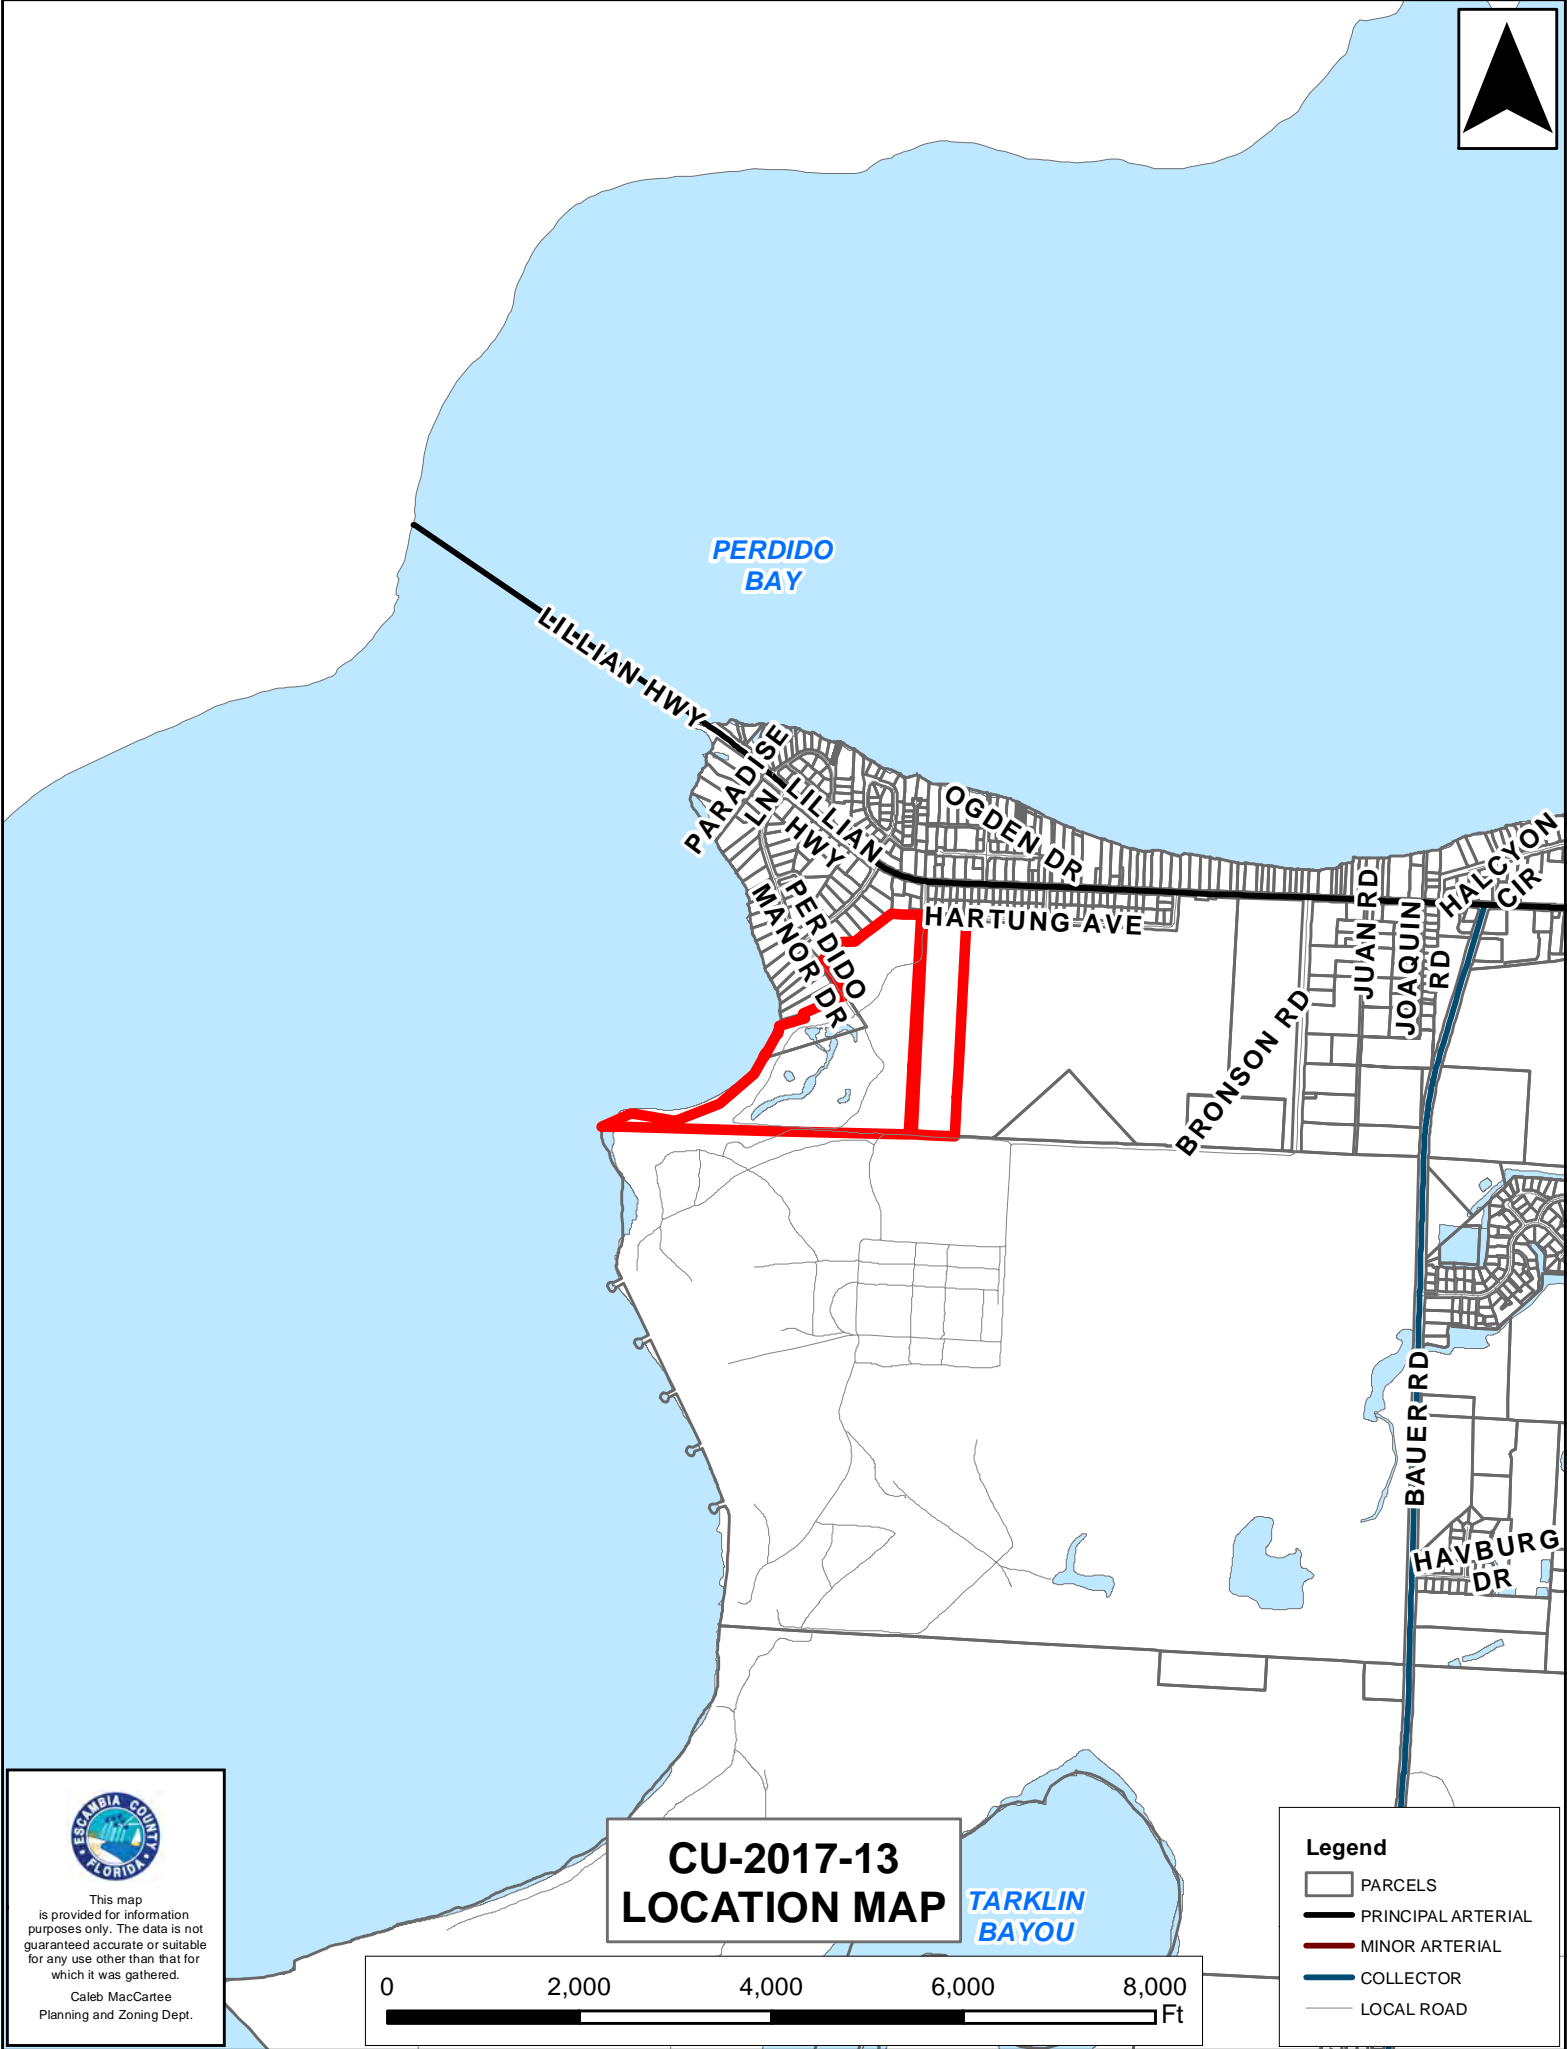 PERDIDO
BAY
LILLIAN HWY
PARADISE
LN
LILLIAN
HWY
OGDEN DR
HALCYON
CIR
HARTUNG AVE
PERDIDO
MANOR DR
JUAN RD
JOAQUIN
RD
BRONSON RD
BAUER RD
HAVBURG
DR
ESCAMBIA COUNTY
FLORIDA
This map
is provided for information
purposes only. The data is not
guaranteed accurate or suitable
for any use other than that for
which it was gathered.
Caleb MacCartee
Planning and Zoning Dept.
CU-2017-13
LOCATION MAP
TARKLIN
BAYOU
0 2,000 4,000 6,000 8,000
Ft
Legend
PARCELS
PRINCIPAL ARTERIAL
MINOR ARTERIAL
COLLECTOR
LOCAL ROAD